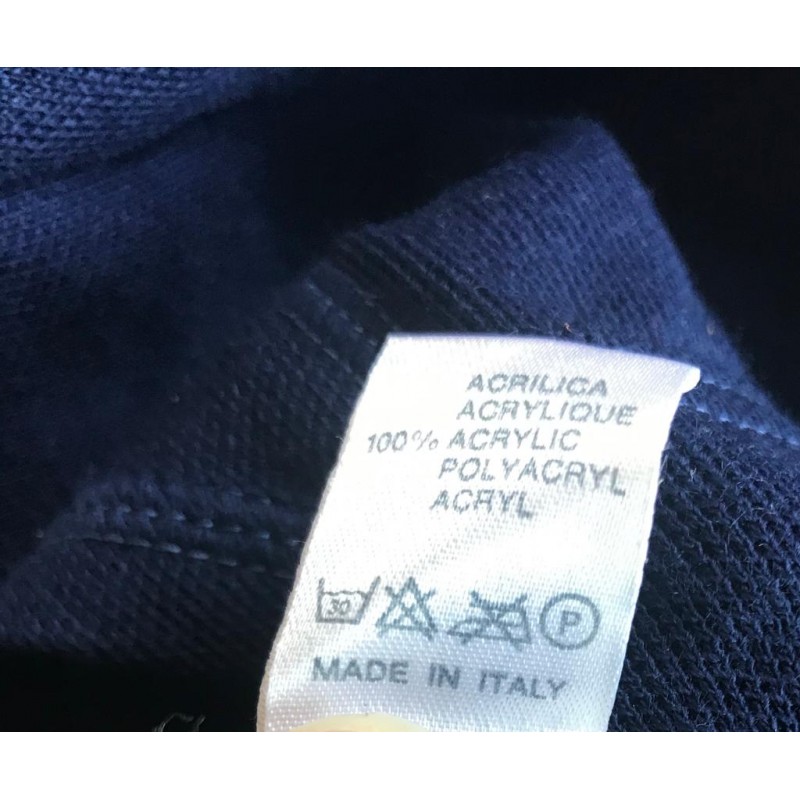 ACRILICA
ACRYLIQUE
100% ACRYLIC
POLYACRYL
ACRYL
30 P
MADE IN ITALY